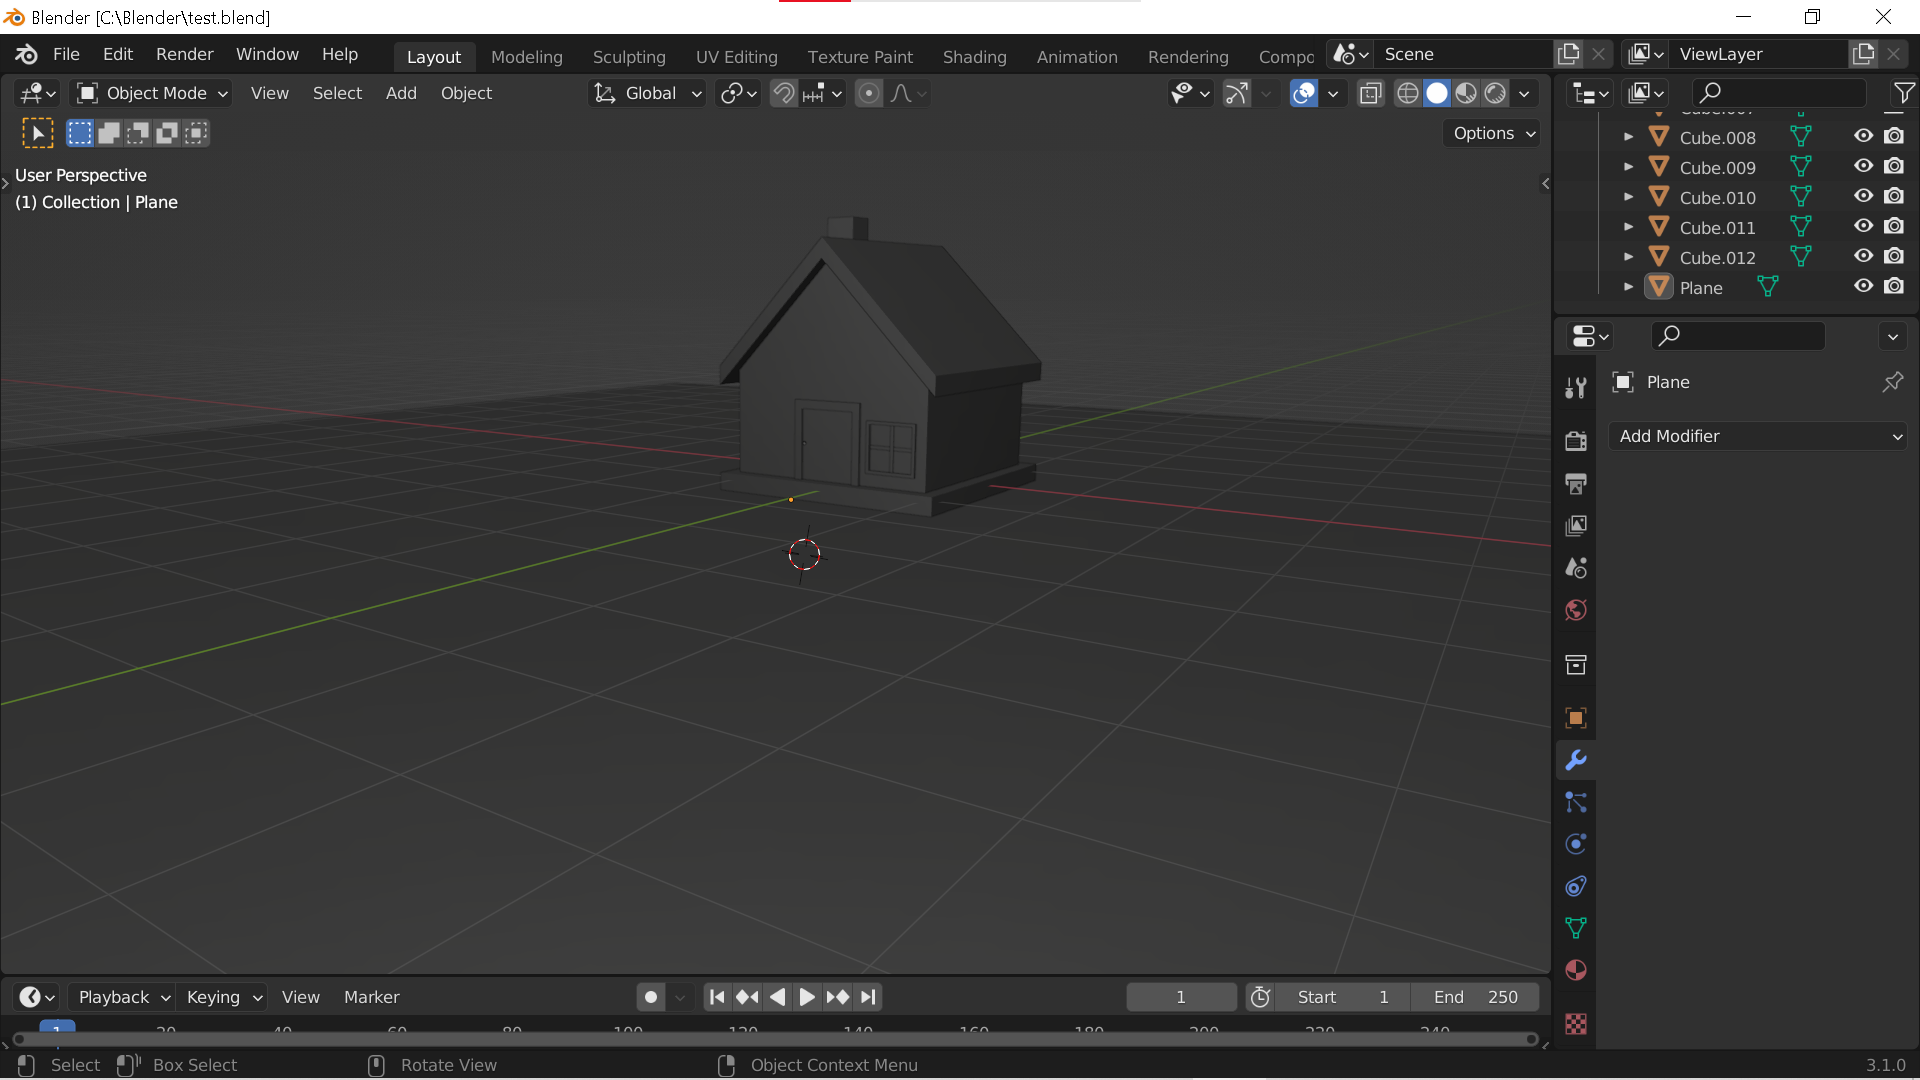 Blender [C:\Blender\test.blend]
File Edit Render Window Help Layout Modeling Sculpting UV Editing Texture Paint Shading Animation Rendering Compo Scene ViewLayer
Object Mode View Select Add Object Global
Options
User Perspective
(1) Collection | Plane
Cube.007
Cube.008
Cube.009
Cube.010
Cube.011
Cube.012
Plane
Plane
Add Modifier
Playback Keying View Marker 1 Start 1 End 250
1 20 40 60 80 100 120 140 160 180 200 220 240
Select Box Select Rotate View Object Context Menu 3.1.0